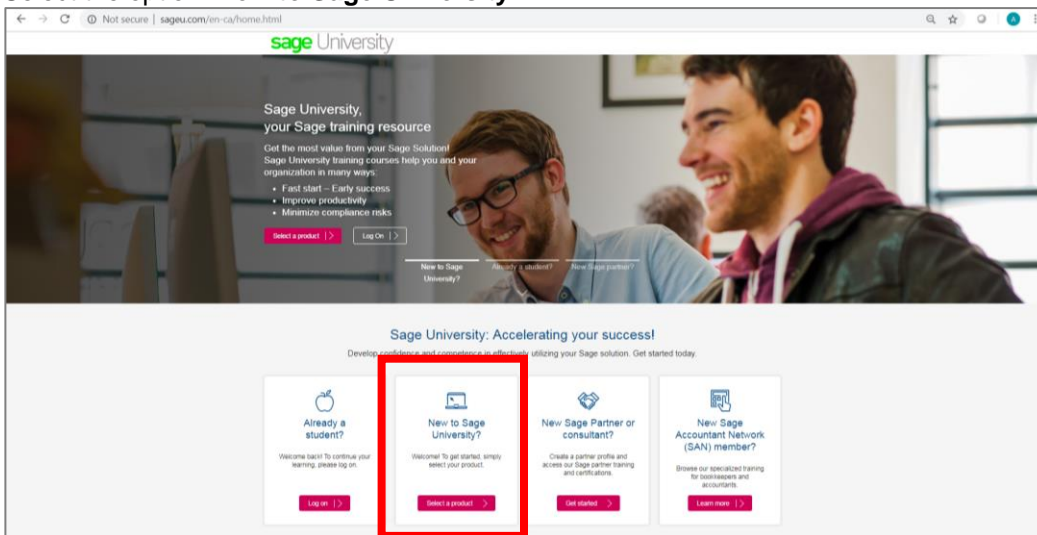 Not secure | sageu.com/en-ca/home.html
sage University
Sage University,
your Sage training resource
Get the most value from your Sage Solution!
Sage University training courses help you and your
organization in many ways:
• Fast start – Early success
• Improve productivity
• Minimize compliance risks
Select a product
Log On
New to Sage
University?
Already a student?
New Sage partner?
Sage University: Accelerating your success!
Develop confidence and competence in effectively utilizing your Sage solution. Get started today.
Already a
student?
Welcome back! To continue your
learning, please log on.
Log on
New to Sage
University?
Welcome! To get started, simply
select your product.
Select a product
New Sage Partner or
consultant?
Create a partner profile and
access our Sage partner training
and certifications.
Get started
New Sage
Accountant Network
(SAN) member?
Browse our specialized training
for bookkeepers and
accountants.
Learn more